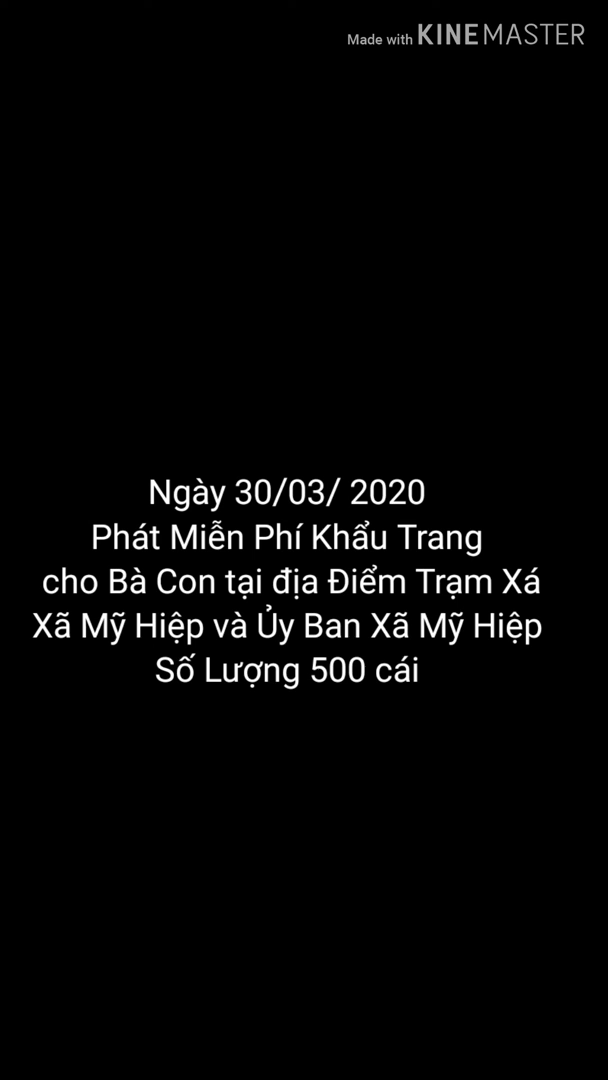 Made with KINEMASTER
Ngày 30/03/ 2020
Phát Miễn Phí Khẩu Trang
cho Bà Con tại địa Điểm Trạm Xá
Xã Mỹ Hiệp và Ủy Ban Xã Mỹ Hiệp
Số Lượng 500 cái